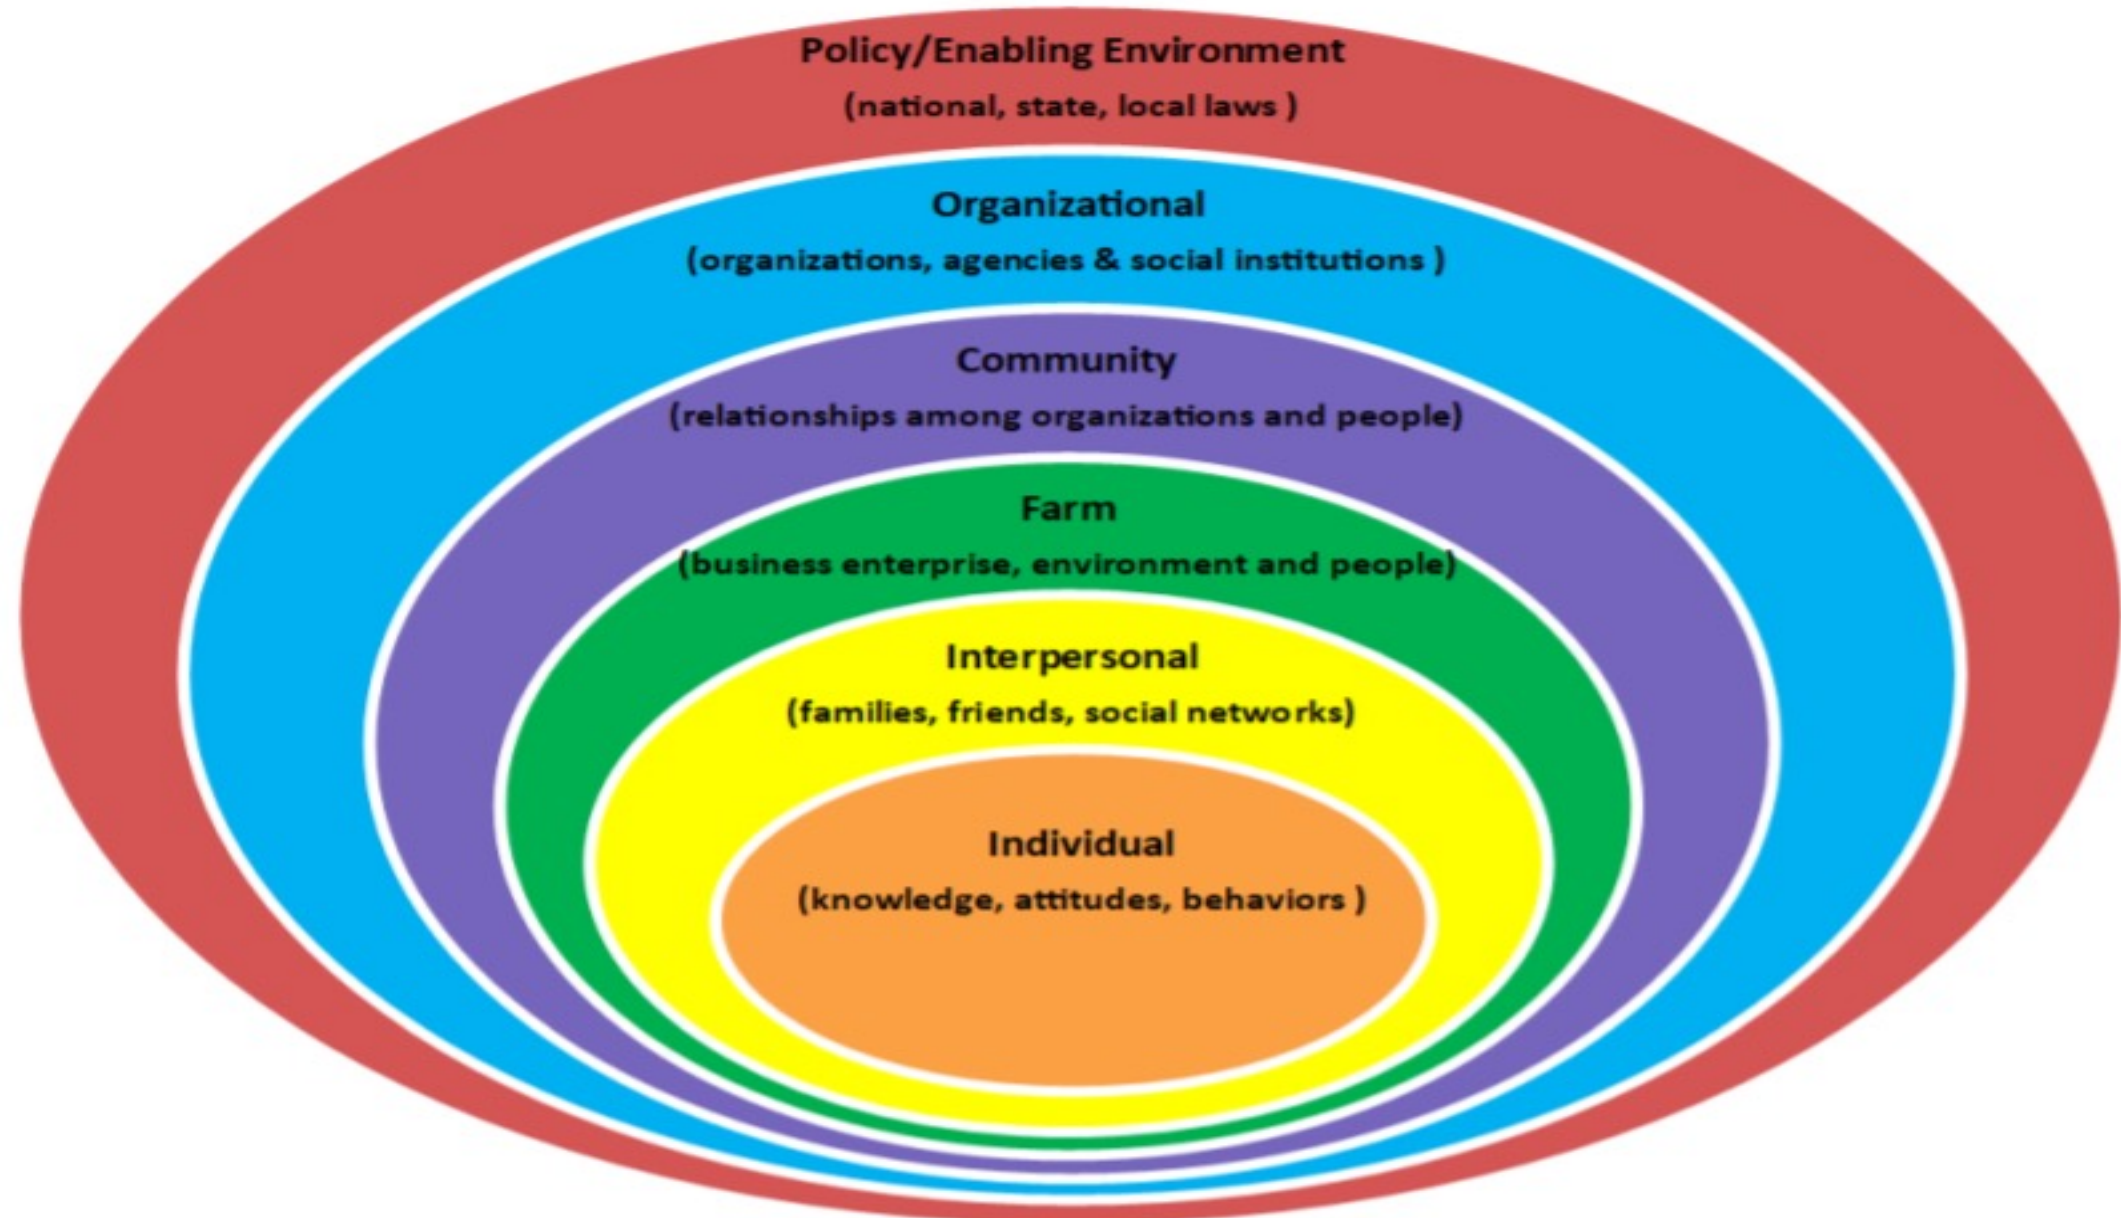 Policy/Enabling Environment
(national, state, local laws )
Organizational
(organizations, agencies & social institutions )
Community
(relationships among organizations and people)
Farm
(business enterprise, environment and people)
Interpersonal
(families, friends, social networks)
Individual
(knowledge, attitudes, behaviors )